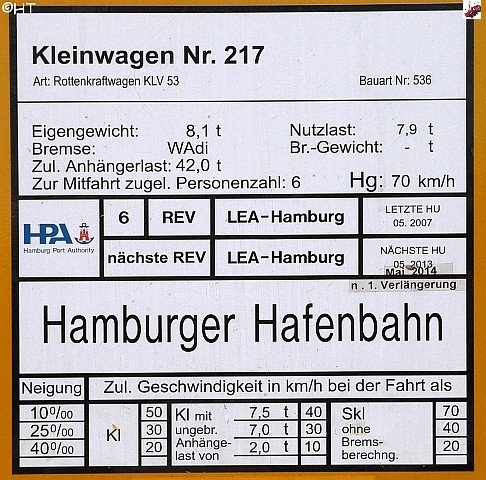 ©HT
Kleinwagen Nr. 217
Art: Rottenkraftwagen KLV 53 Bauart Nr: 536
Eigengewicht: 8,1 t Nutzlast: 7,9 t
Bremse: WAdi Br.-Gewicht: - t
Zul. Anhängerlast: 42,0 t
Zur Mitfahrt zugel. Personenzahl: 6 Hg: 70 km/h
HPA
Hamburg Port Authority
6 REV LEA-Hamburg LETZTE HU
05. 2007
nächste REV LEA-Hamburg NÄCHSTE HU
05. 2013
Mai 2014
n. 1. Verlängerung
Hamburger Hafenbahn
Neigung Zul. Geschwindigkeit in km/h bei der Fahrt als
10%00 Kl 50 Kl mit 7,5 t 40 Skl 70
25%00 30 ungebr. 7,0 t 30 ohne 40
40%00 20 Anhänge- 2,0 t 10 Brems- 20
last von berechng.